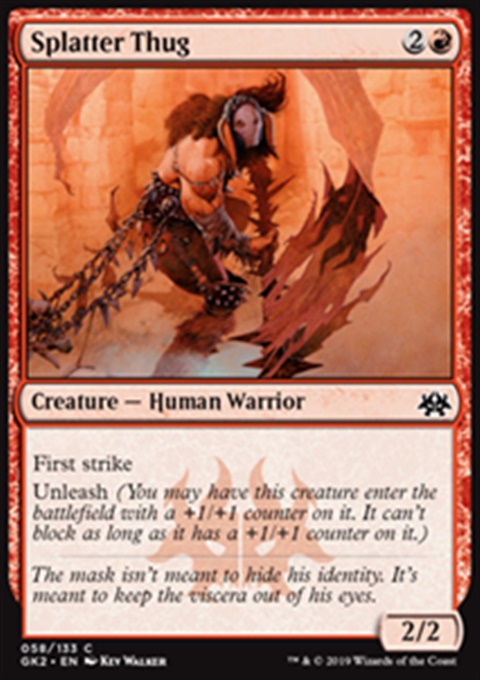 Splatter Thug 2
Creature — Human Warrior
First strike
Unleash (You may have this creature enter the
battlefield with a +1/+1 counter on it. It can't
block as long as it has a +1/+1 counter on it.)
The mask isn't meant to hide his identity. It's
meant to keep the viscera out of his eyes.
2/2
058/133 C
GK2 • EN Kev Walker
™ & © 2019 Wizards of the Coast